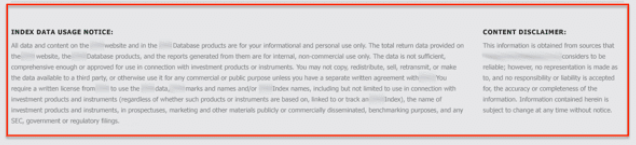 INDEX DATA USAGE NOTICE:
All data and content on the website and in the Database products are for your informational and personal use only. The total return data provided on
the website, the Database products, and the reports generated from them are for internal, non-commercial use only. The data is not sufficient,
comprehensive enough or approved for use in connection with investment products or instruments. You may not copy, redistribute, sell, retransmit, or make
the data available to a third party, or otherwise use it for any commercial or public purpose unless you have a separate written agreement with You
require a written license from to use the data, marks and names and/or Index names, including but not limited to use in connection with
investment products and instruments (regardless of whether such products or instruments are based on, linked to or track an Index), the name of
investment products and instruments, in prospectuses, marketing and other materials publicly or commercially disseminated, benchmarking purposes, and any
SEC, government or regulatory filings.
CONTENT DISCLAIMER:
This information is obtained from sources that
considers to be
reliable; however, no representation is made as
to, and no responsibility or liability is accepted
for, the accuracy or completeness of the
information. Information contained herein is
subject to change at any time without notice.